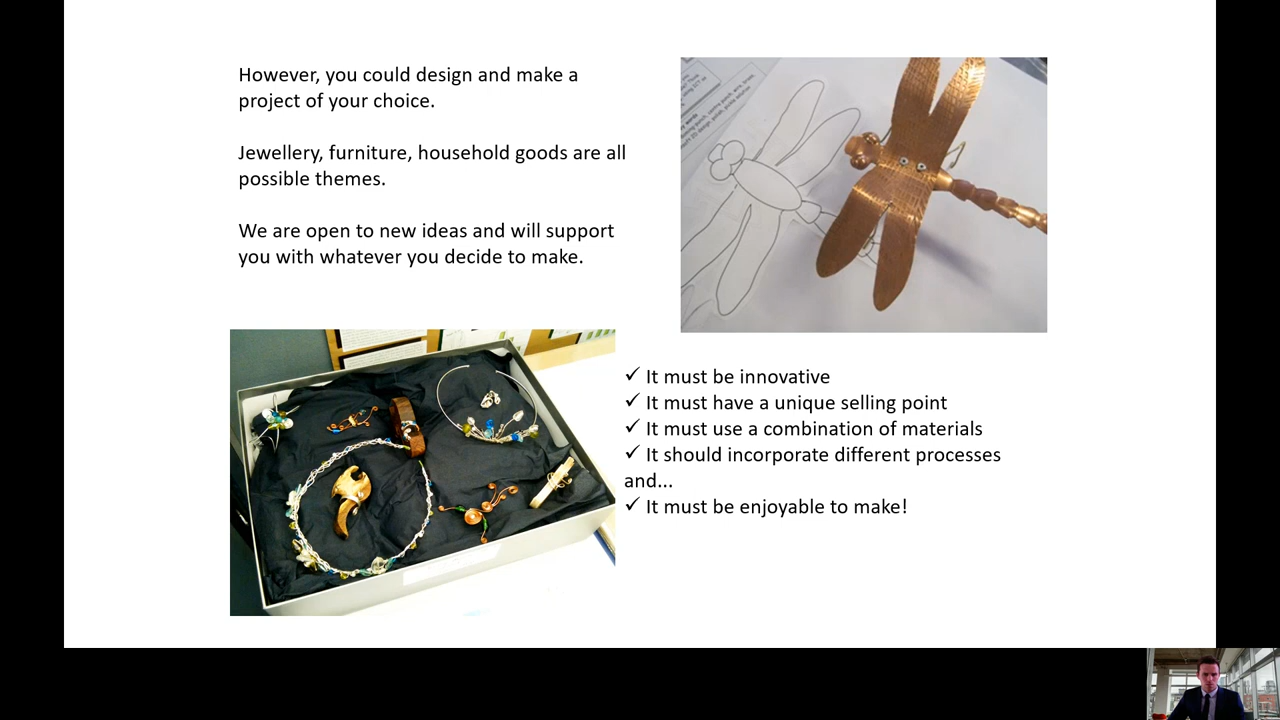 However, you could design and make a
project of your choice.
Jewellery, furniture, household goods are all
possible themes.
We are open to new ideas and will support
you with whatever you decide to make.
✓ It must be innovative
✓ It must have a unique selling point
✓ It must use a combination of materials
✓ It should incorporate different processes
and...
✓ It must be enjoyable to make!